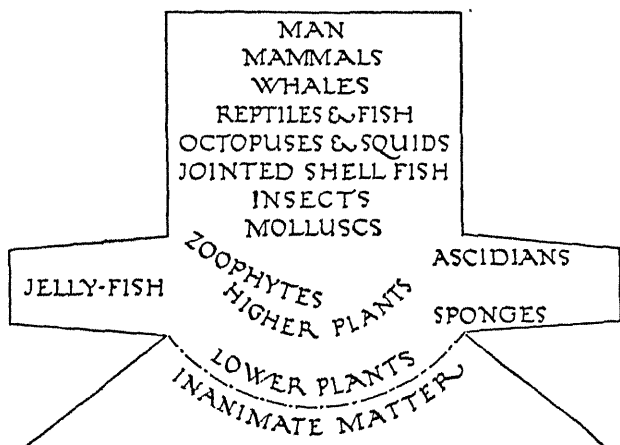 MAN
MAMMALS
WHALES
REPTILES & FISH
OCTOPUSES & SQUIDS
JOINTED SHELL FISH
INSECTS
MOLLUSCS
ZOOPHYTES
ASCIDIANS
JELLY-FISH
HIGHER PLANTS
SPONGES
LOWER PLANTS
INANIMATE MATTER